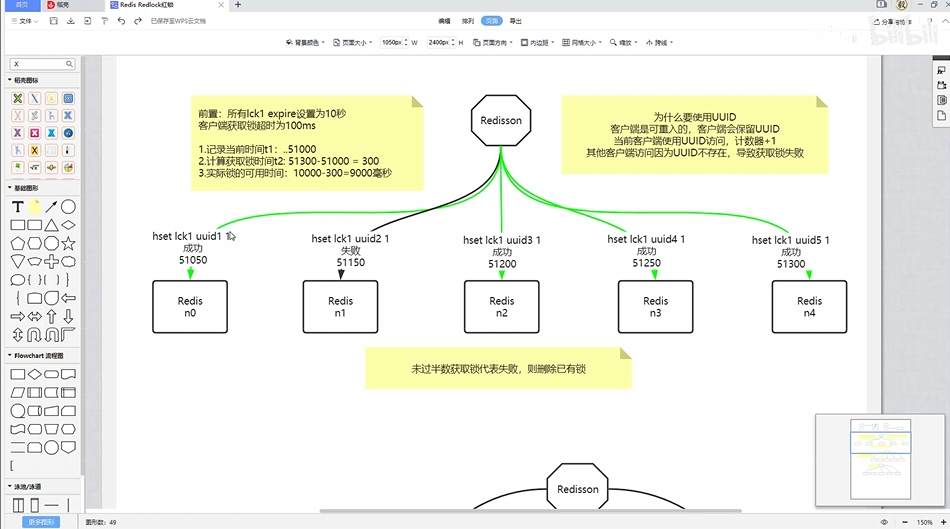 首页
稻壳
Redis Redlock红锁
文件
已保存至WPS云文档
编辑
排列
页面
导出
背景颜色
页面大小
1050px
W
2400px
H
页面方向
内边距
网格大小
缩放
跨线
bilibili
X
稻壳图标
基础图形
Flowchart 流程图
泳池/泳道
更多图形
图形数：49
150%
前置：所有lck1 expire设置为10秒
客户端获取锁超时为100ms
1.记录当前时间t1：..51000
2.计算获取锁时间t2: 51300-51000 = 300
3.实际锁的可用时间：10000-300=9000毫秒
Redisson
为什么要使用UUID
客户端是可重入的，客户端会保留UUID
当前客户端使用UUID访问，计数器+1
其他客户端访问因为UUID不存在，导致获取锁失败
hset lck1 uuid1 1
成功
51050
hset lck1 uuid2 1
失败
51150
hset lck1 uuid3 1
成功
51200
hset lck1 uuid4 1
成功
51250
hset lck1 uuid5 1
成功
51300
Redis
n0
Redis
n1
Redis
n2
Redis
n3
Redis
n4
未过半数获取锁代表失败，则删除已有锁
Redisson